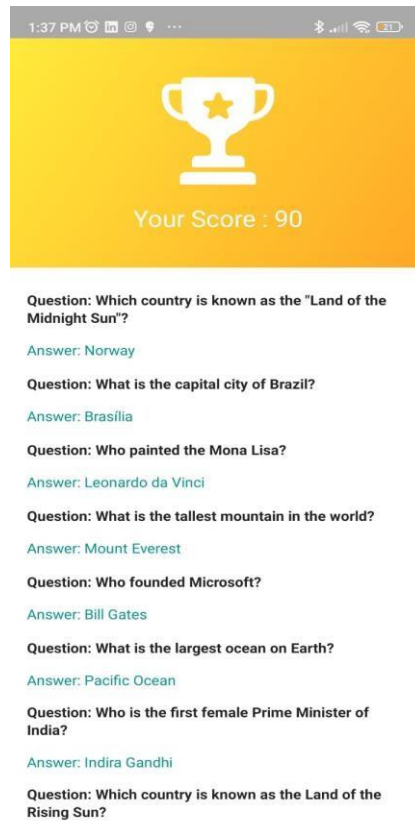 1:37 PM
21
Your Score : 90
Question: Which country is known as the "Land of the
Midnight Sun"?
Answer: Norway
Question: What is the capital city of Brazil?
Answer: Brasília
Question: Who painted the Mona Lisa?
Answer: Leonardo da Vinci
Question: What is the tallest mountain in the world?
Answer: Mount Everest
Question: Who founded Microsoft?
Answer: Bill Gates
Question: What is the largest ocean on Earth?
Answer: Pacific Ocean
Question: Who is the first female Prime Minister of
India?
Answer: Indira Gandhi
Question: Which country is known as the Land of the
Rising Sun?